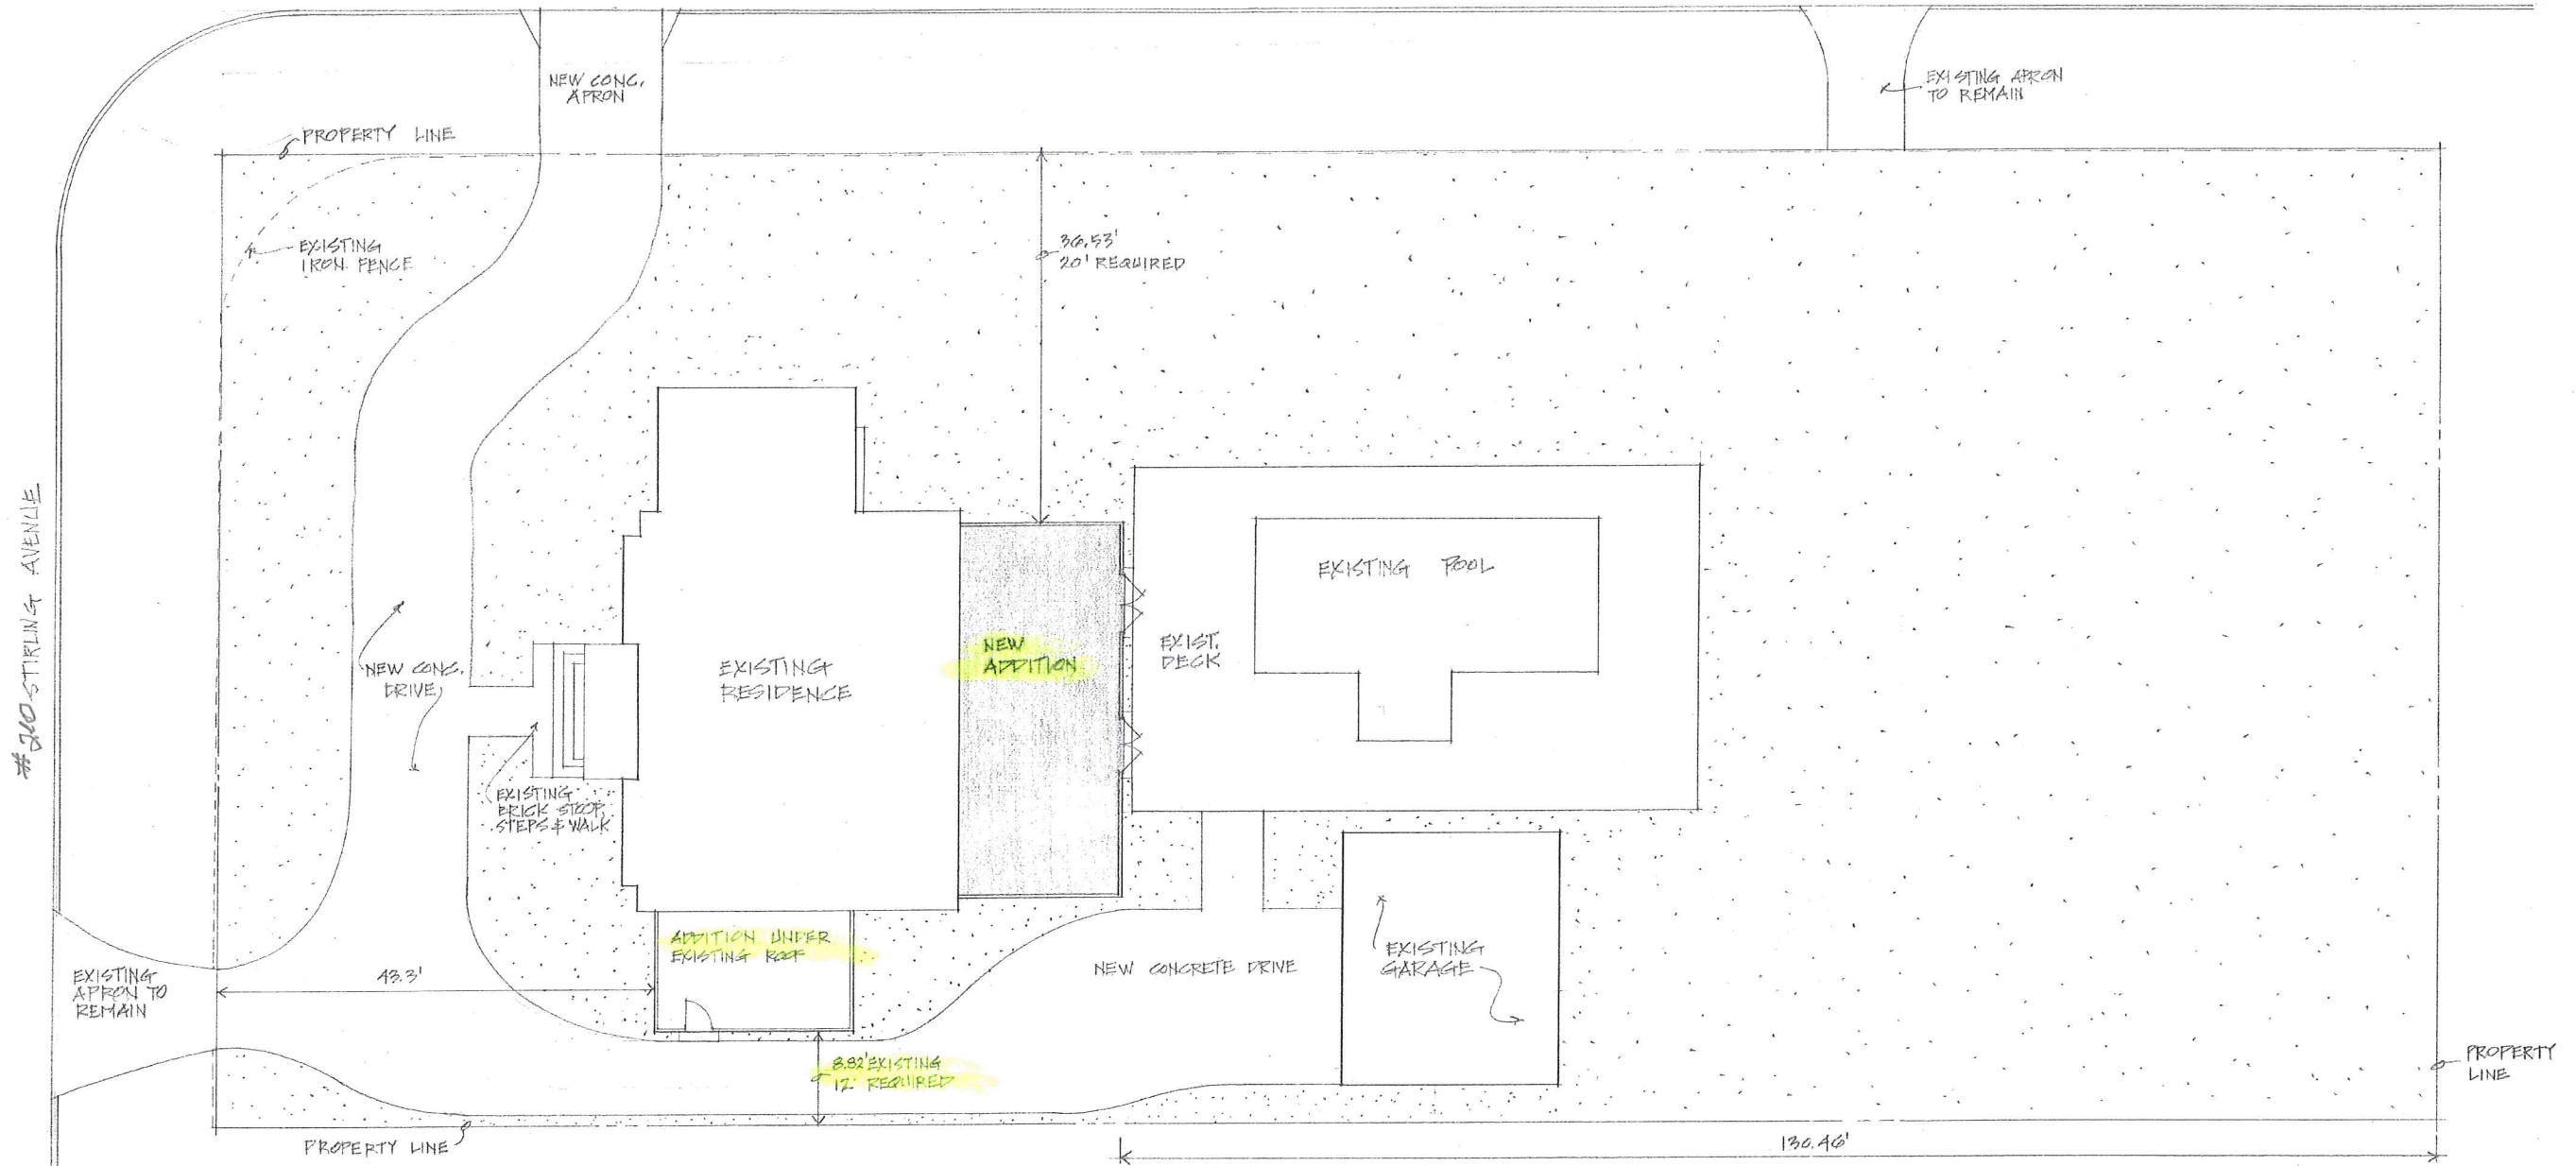 NEW CONC.
APRON
EXISTING APRON
TO REMAIN
PROPERTY LINE
EXISTING
IRON FENCE
36.53'
20' REQUIRED
#210 STIRLING AVENUE
NEW CONC.
DRIVE
EXISTING
BRICK STOOP,
STEPS & WALK
EXISTING
RESIDENCE
NEW
ADDITION
EXIST.
DECK
EXISTING POOL
ADDITION UNDER
EXISTING ROOF
EXISTING
APRON TO
REMAIN
43.3'
NEW CONCRETE DRIVE
EXISTING
GARAGE
8.82' EXISTING
12' REQUIRED
PROPERTY
LINE
PROPERTY LINE
130.46'